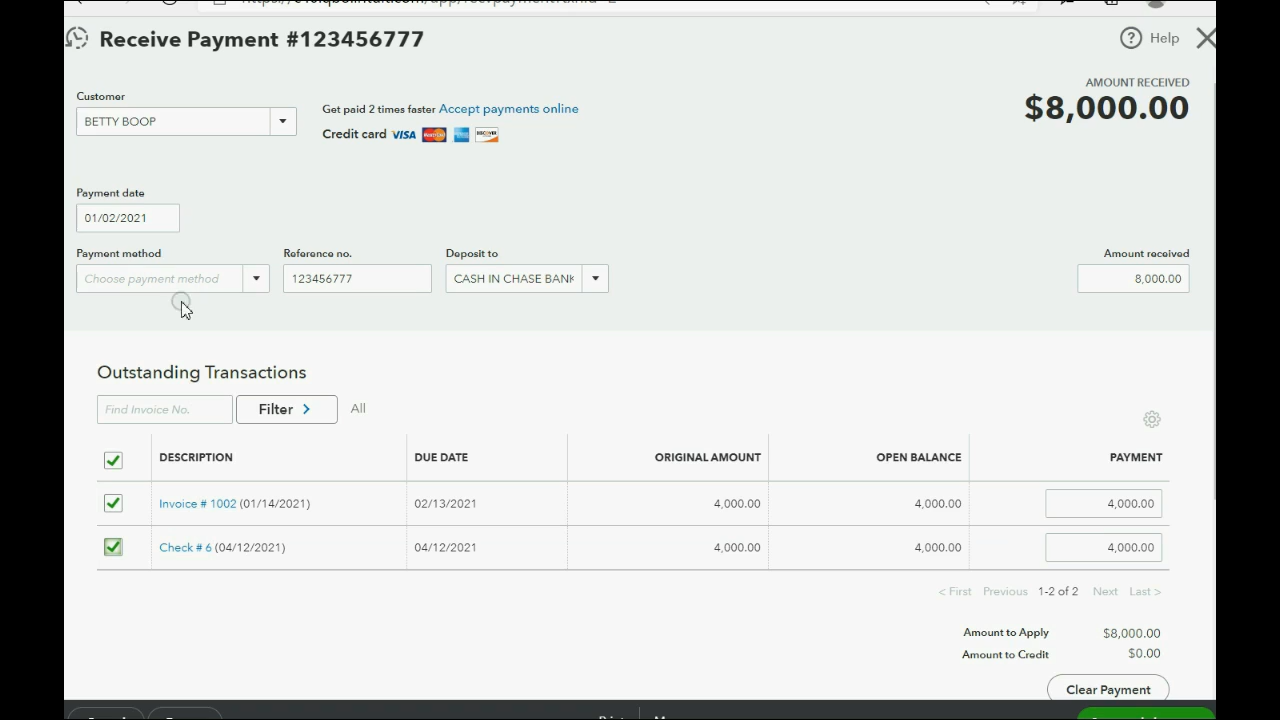 Receive Payment #123456777
Help
AMOUNT RECEIVED
$8,000.00
Customer
BETTY BOOP
Get paid 2 times faster Accept payments online
Credit card VISA
Payment date
01/02/2021
Payment method
Reference no.
Deposit to
Amount received
Choose payment method
123456777
CASH IN CHASE BANK
8,000.00
Outstanding Transactions
Find Invoice No.
Filter
All
DESCRIPTION DUE DATE ORIGINAL AMOUNT OPEN BALANCE PAYMENT
Invoice # 1002 (01/14/2021) 02/13/2021 4,000.00 4,000.00 4,000.00
Check # 6 (04/12/2021) 04/12/2021 4,000.00 4,000.00 4,000.00
< First Previous 1-2 of 2 Next Last >
Amount to Apply $8,000.00
Amount to Credit $0.00
Clear Payment